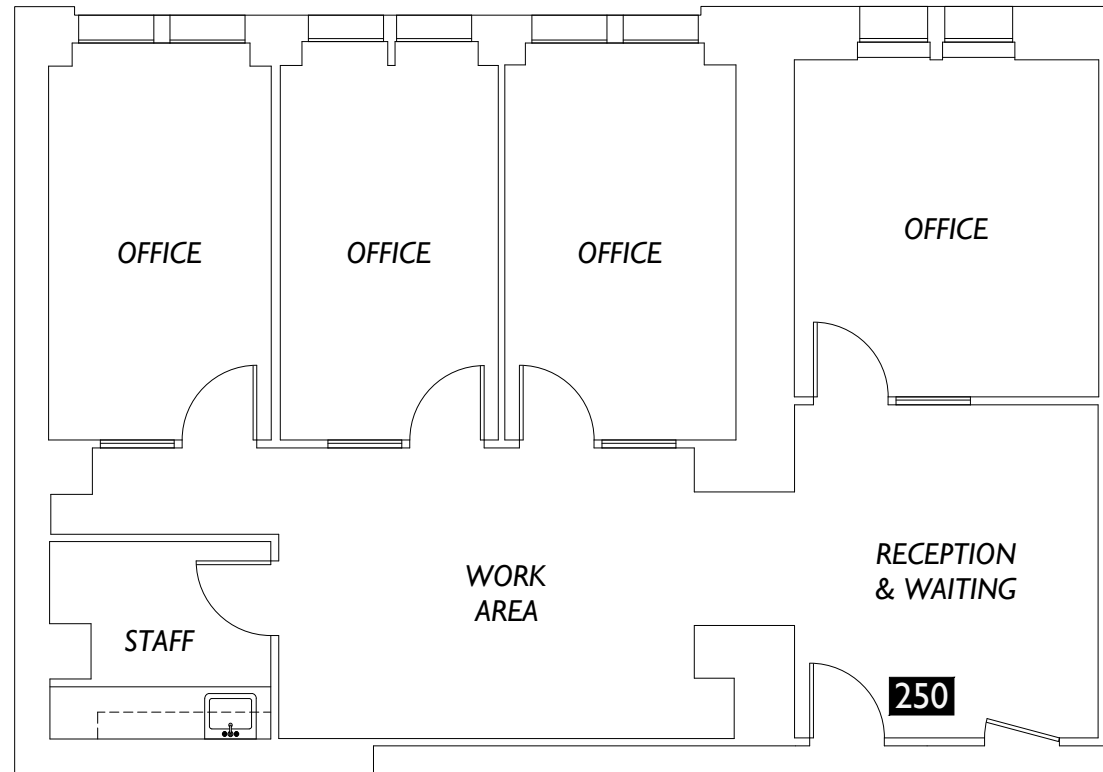 OFFICE
OFFICE
OFFICE
OFFICE
RECEPTION
& WAITING
WORK
AREA
STAFF
250